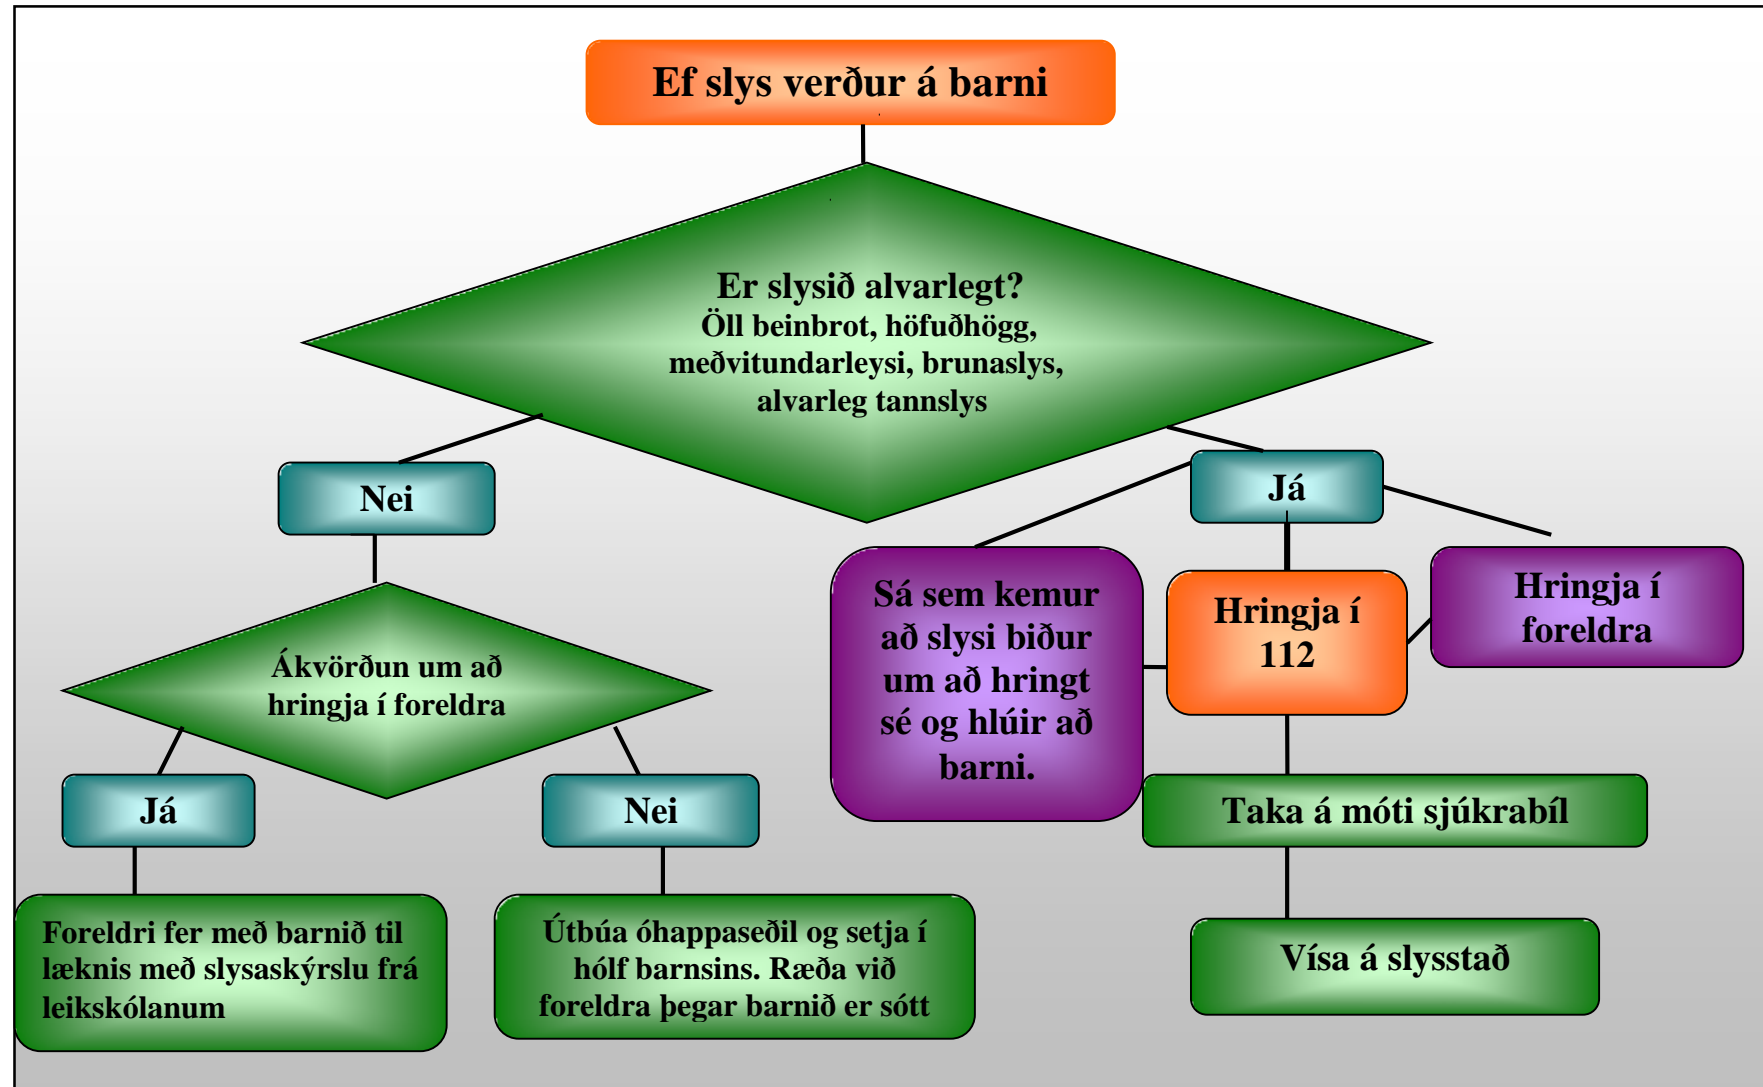 Ef slys verður á barni
Er slysið alvarlegt?
Öll beinbrot, höfuðhögg,
meðvitundarleysi, brunaslys,
alvarleg tannslys
Nei
Já
Sá sem kemur
að slysi biður
um að hringt
sé og hlúir að
barni.
Hringja í
112
Hringja í
foreldra
Ákvörðun um að
hringja í foreldra
Já
Nei
Taka á móti sjúkrabíl
Foreldri fer með barnið til
læknis með slysaskýrslu frá
leikskólanum
Útbúa óhappaseðil og setja í
hólf barnsins. Ræða við
foreldra þegar barnið er sótt
Vísa á slysstað